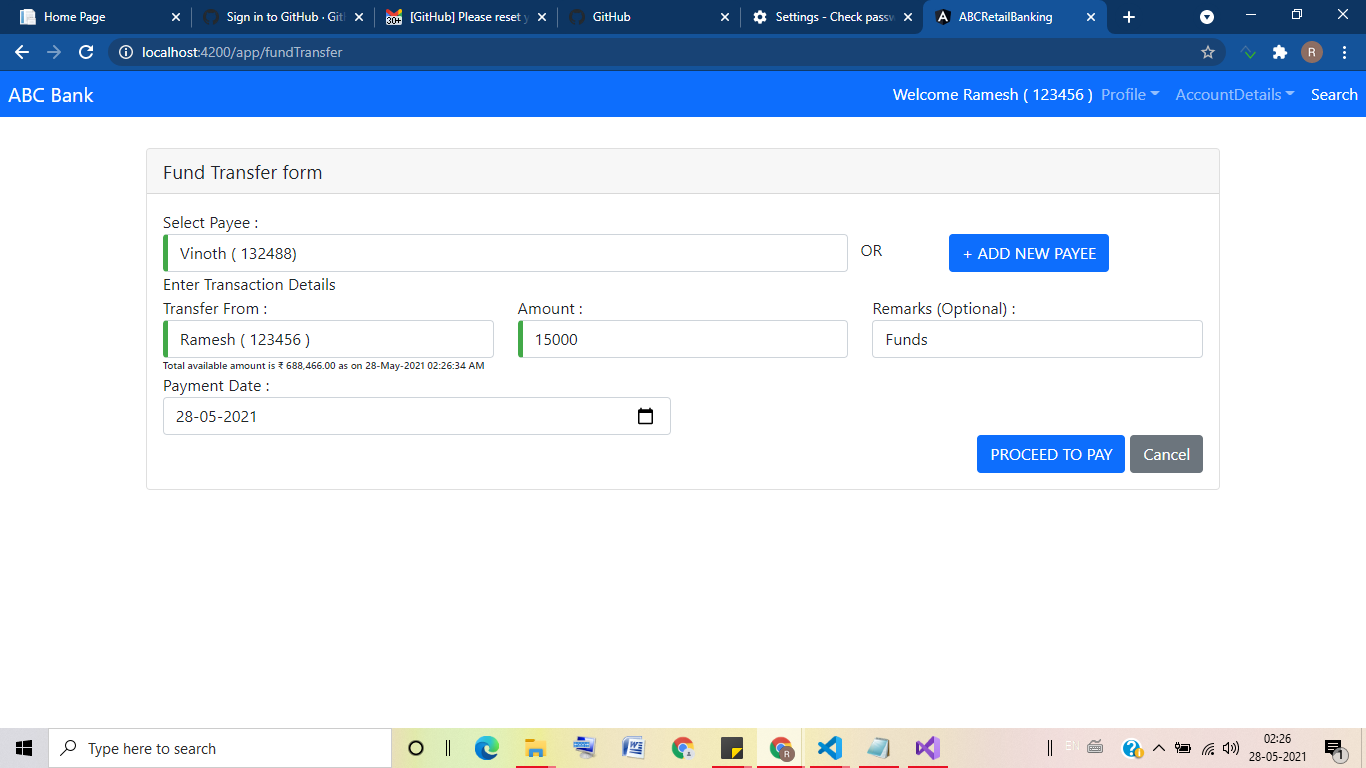 Home Page
Sign in to GitHub · Git
[GitHub] Please reset y
GitHub
Settings - Check passw
ABCRetailBanking
localhost:4200/app/fundTransfer
R
ABC Bank
Welcome Ramesh ( 123456 ) Profile AccountDetails Search
Fund Transfer form
Select Payee :
Vinoth ( 132488)
OR
+ ADD NEW PAYEE
Enter Transaction Details
Transfer From : Amount : Remarks (Optional) :
Ramesh ( 123456 ) 15000 Funds
Total available amount is ₹ 688,466.00 as on 28-May-2021 02:26:34 AM
Payment Date :
28-05-2021
PROCEED TO PAY Cancel
Type here to search
02:26
28-05-2021
1